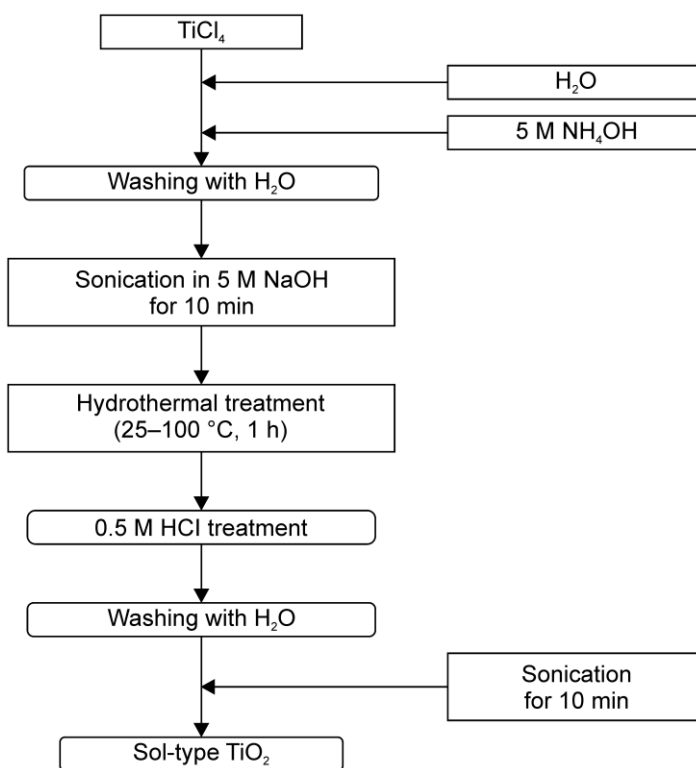 TiCl₄
H₂O
5 M NH₄OH
Washing with H₂O
Sonication in 5 M NaOH
for 10 min
Hydrothermal treatment
(25–100 °C, 1 h)
0.5 M HCl treatment
Washing with H₂O
Sonication
for 10 min
Sol-type TiO₂